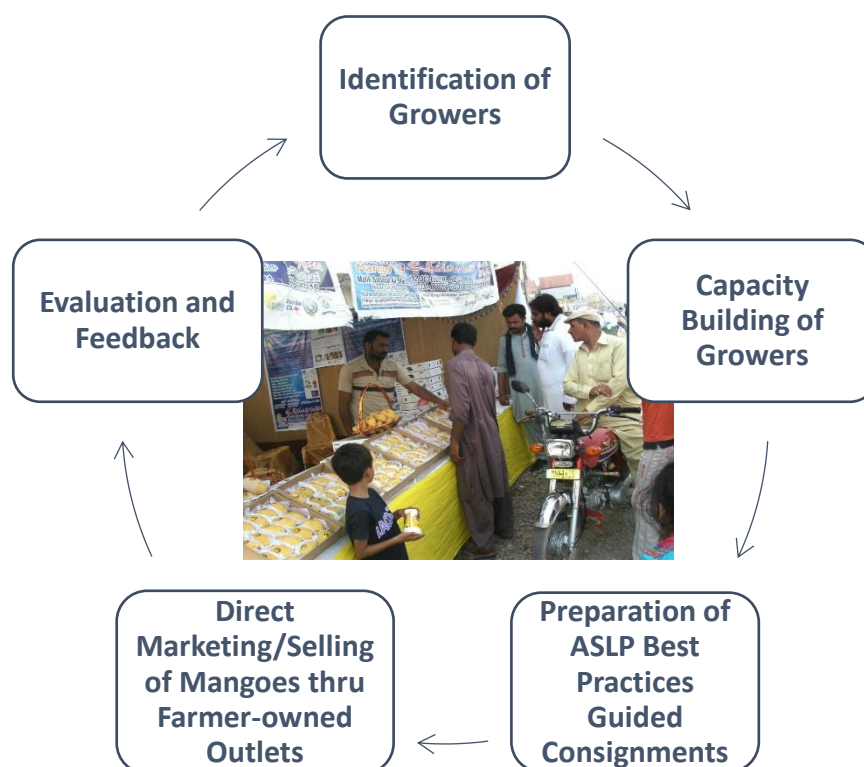 Identification of
Growers
Capacity
Building of
Growers
Preparation of
ASLP Best
Practices
Guided
Consignments
Direct
Marketing/Selling
of Mangoes thru
Farmer-owned
Outlets
Evaluation and
Feedback